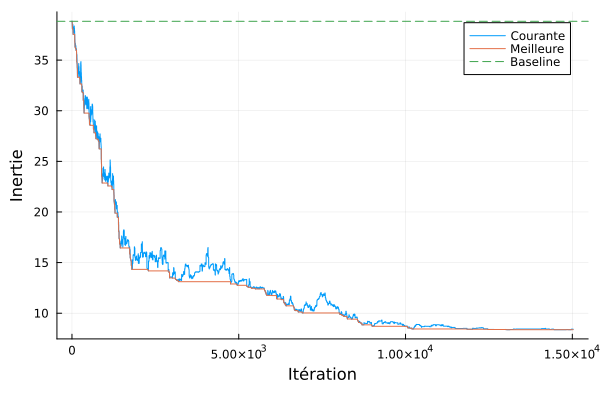 Courante
Meilleure
Baseline
35
30
25
20
15
10
Inertie
0
5.00×10³
1.00×10⁴
1.50×10⁴
Itération